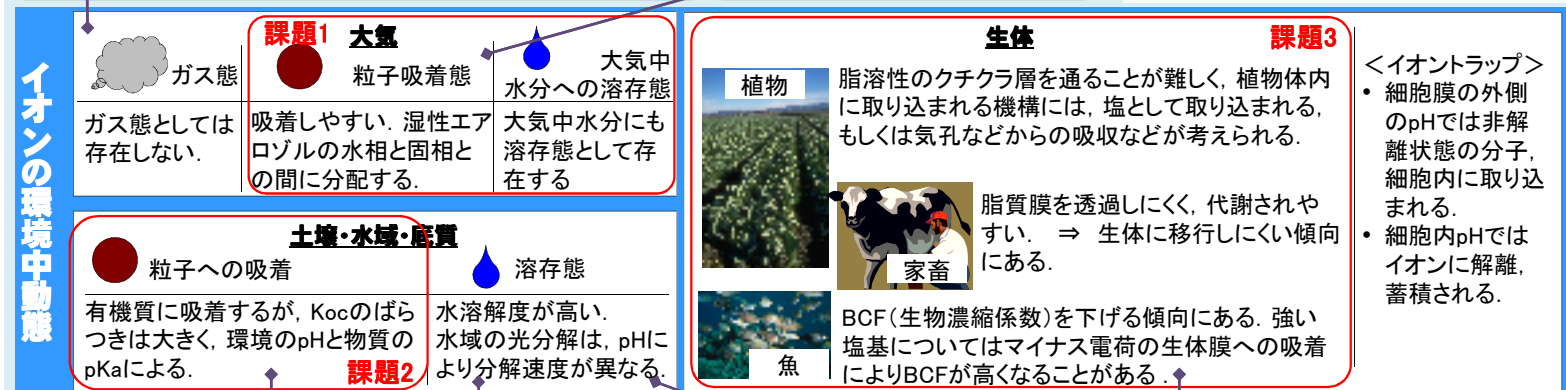 イオンの環境中動態
課題1
大気
ガス態
粒子吸着態
大気中
水分への溶存態
ガス態としては
存在しない.
吸着しやすい. 湿性エア
ロゾルの水相と固相と
の間に分配する.
大気中水分にも
溶存態として存
在する
土壌・水域・底質
粒子への吸着
溶存態
有機質に吸着するが, Kocのばら
つきは大きく, 環境のpHと物質の
pKaによる.
課題2
水溶解度が高い.
水域の光分解は, pHに
より分解速度が異なる.
生体
課題3
植物
脂溶性のクチクラ層を通ることが難しく, 植物体内
に取り込まれる機構には, 塩として取り込まれる,
もしくは気孔などからの吸収などが考えられる.
家畜
脂質膜を透過しにくく, 代謝されや
すい. ⇒ 生体に移行しにくい傾向
にある.
魚
BCF(生物濃縮係数)を下げる傾向にある. 強い
塩基についてはマイナス電荷の生体膜への吸着
によりBCFが高くなることがある.
<イオントラップ>
• 細胞膜の外側
のpHでは非解
離状態の分子,
細胞内に取り込
まれる.
• 細胞内pHでは
イオンに解離,
蓄積される.